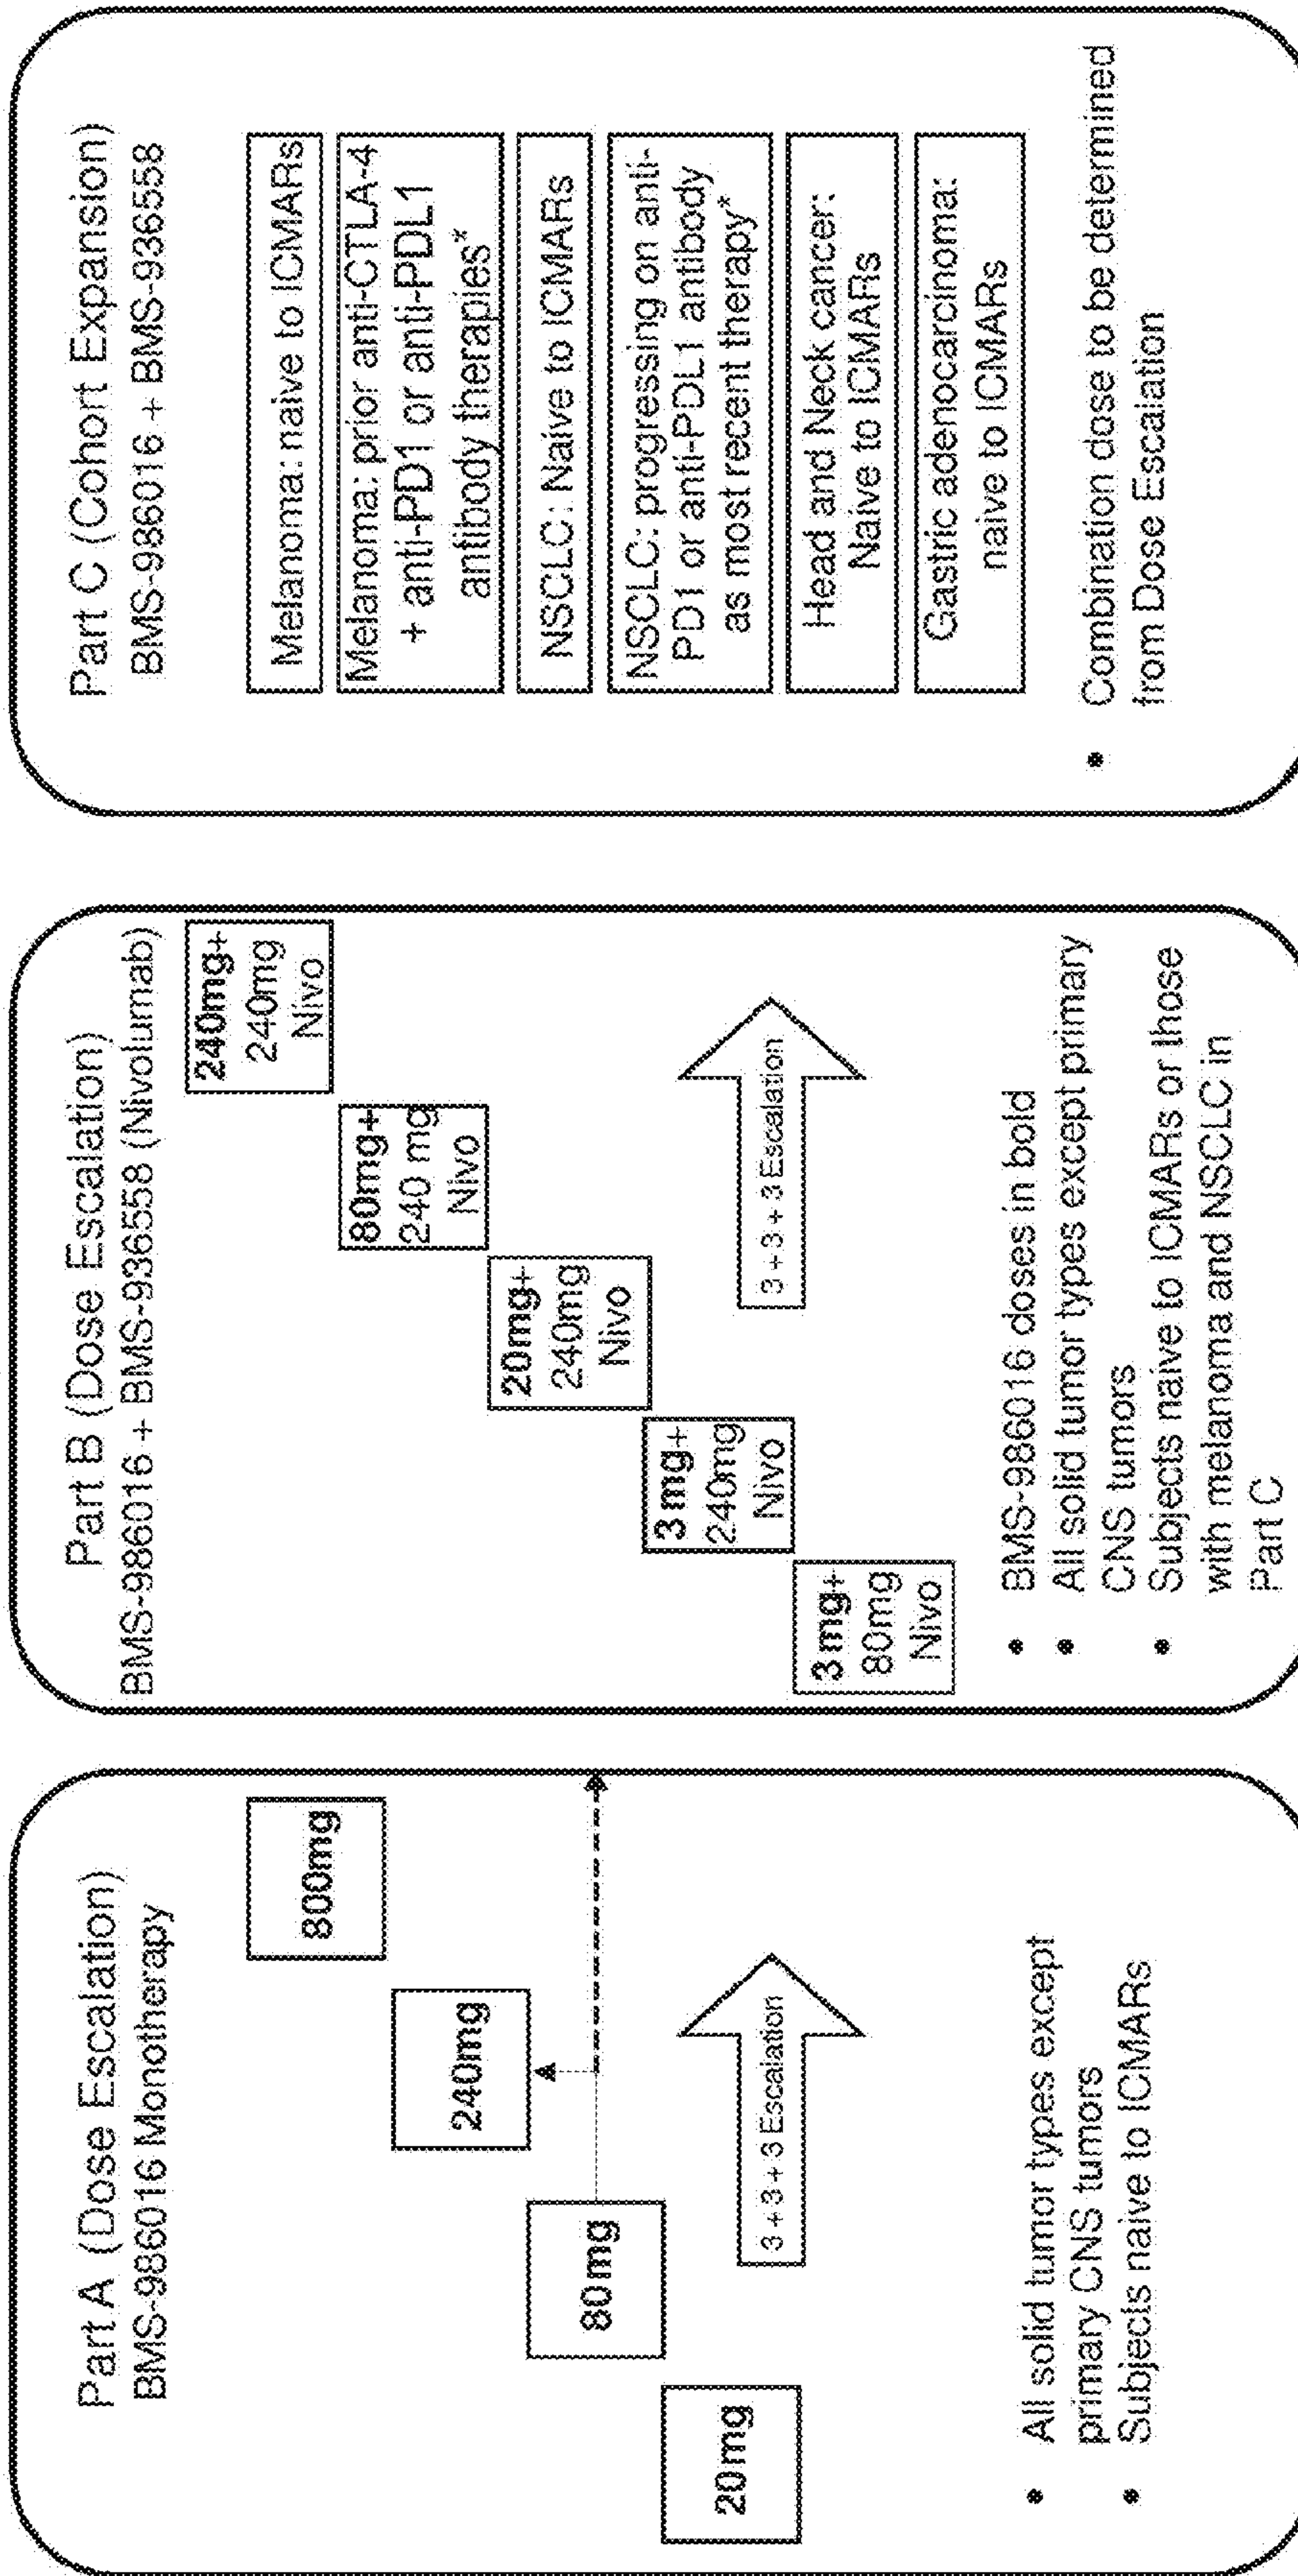 Part A (Dose Escalation)
BMS-986016 Monotherapy
800mg
240mg
80mg
20mg
3 + 3 + 3 Escalation
• All solid tumor types except
primary CNS tumors
• Subjects naive to ICMARs
Part B (Dose Escalation)
BMS-986016 + BMS-936558 (Nivolumab)
240mg+
240mg
Nivo
80mg+
240 mg
Nivo
20mg+
240mg
Nivo
3 mg+
240mg
Nivo
3 mg+
80mg
Nivo
3 + 3 + 3 Escalation
• BMS-986016 doses in bold
• All solid tumor types except primary
CNS tumors
• Subjects naive to ICMARs or those
with melanoma and NSCLC in
Part C
Part C (Cohort Expansion)
BMS-986016 + BMS-936558
Melanoma: naive to ICMARs
Melanoma: prior anti-CTLA-4
+ anti-PD1 or anti-PDL1
antibody therapies*
NSCLC: Naive to ICMARs
NSCLC: progressing on anti-
PD1 or anti-PDL1 antibody
as most recent therapy*
Head and Neck cancer:
Naive to ICMARs
Gastric adenocarcinoma:
naive to ICMARs
• Combination dose to be determined
from Dose Escalation